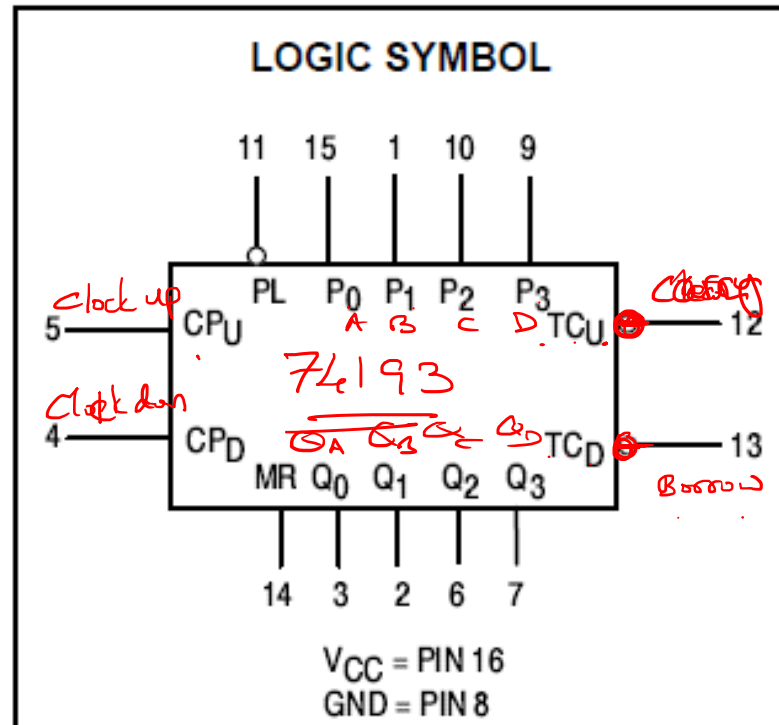 LOGIC SYMBOL
11 15 1 10 9
PL P0 P1 P2 P3
A B C D
Clock up
5 CPU TCU 12
74193
4 CPD TCD 13
QA QB QC QD
Borrow
MR Q0 Q1 Q2 Q3
14 3 2 6 7
VCC = PIN 16
GND = PIN 8